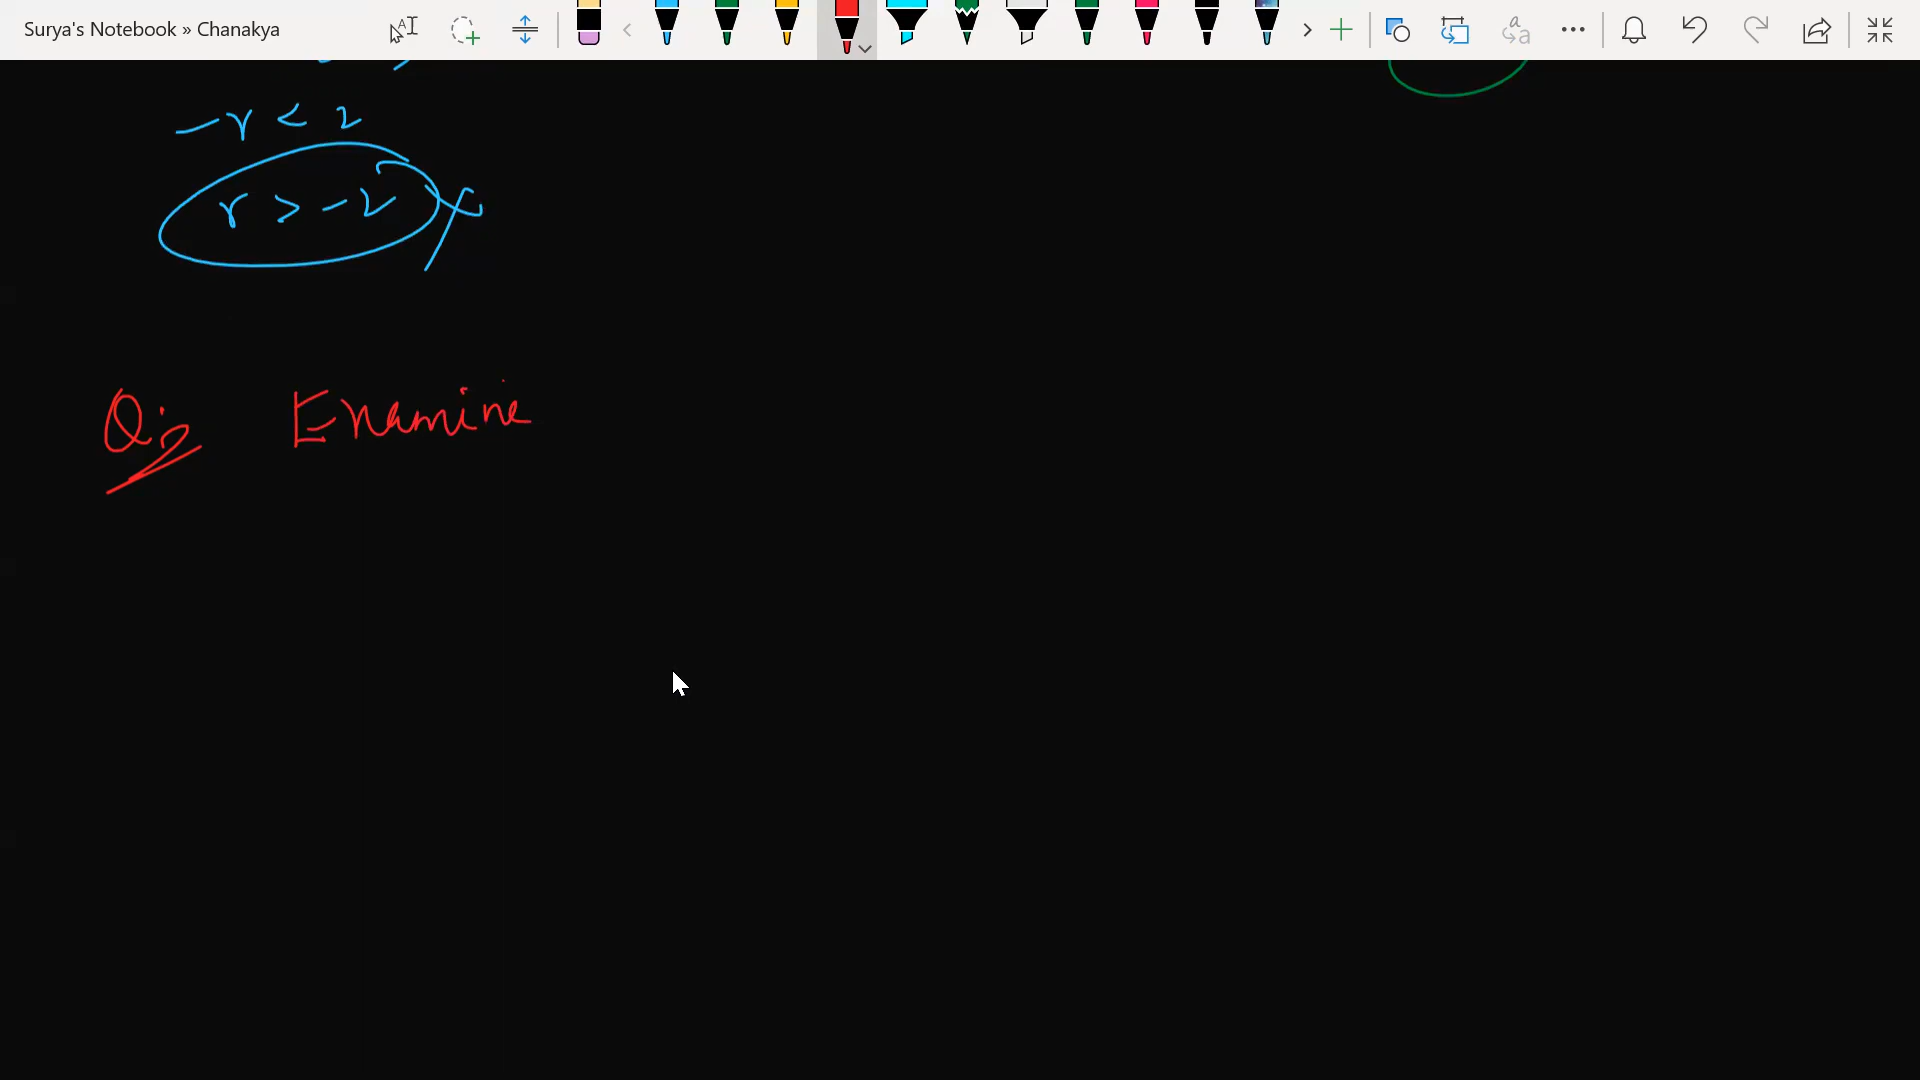 Surya's Notebook » Chanakya
-r < 2
r > -2
Q:> Examine